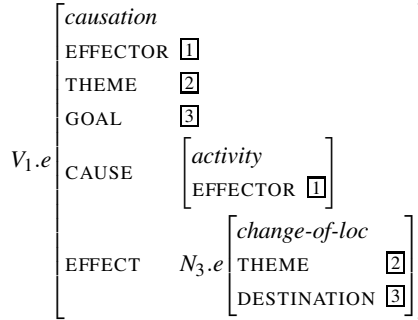 causation
EFFECTOR 1
THEME 2
GOAL 3
V1.e CAUSE activity
EFFECTOR 1
EFFECT N3.e change-of-loc
THEME 2
DESTINATION 3